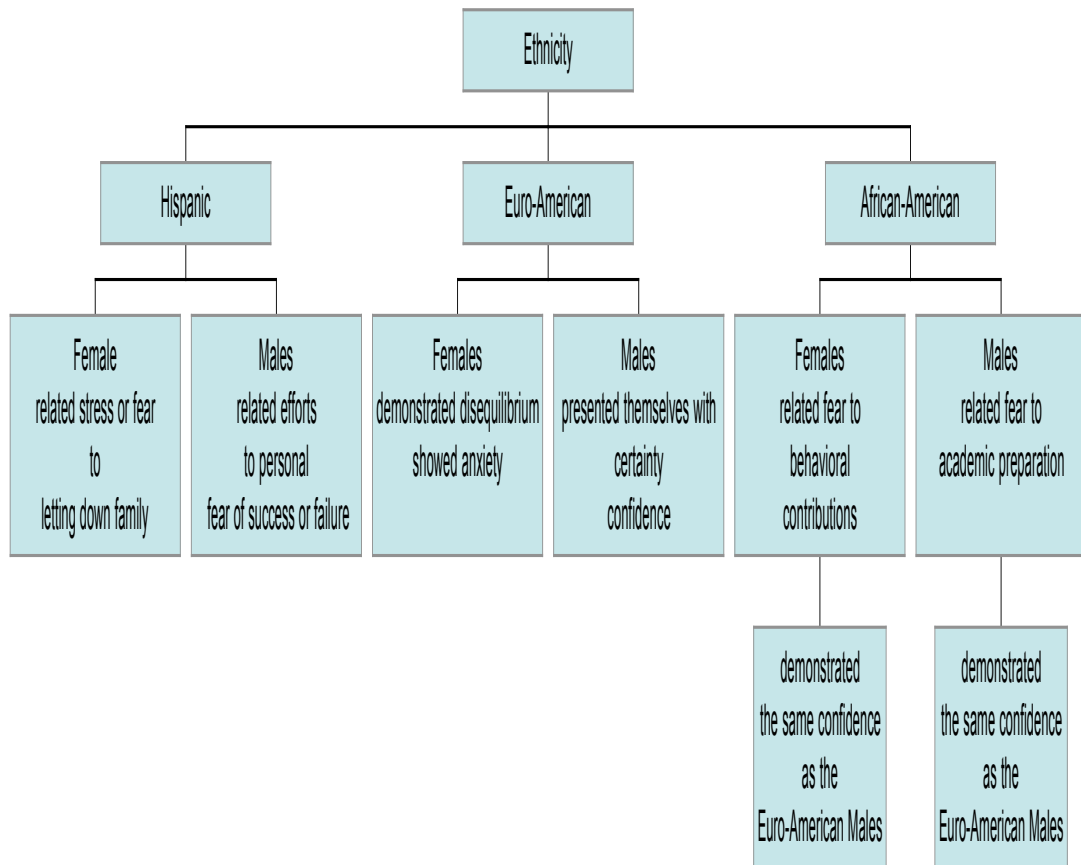 Ethnicity
Hispanic
Euro-American
African-American
Female
related stress or fear
to
letting down family
Males
related efforts
to personal
fear of success or failure
Females
demonstrated disequilibrium
showed anxiety
Males
presented themselves with
certainty
confidence
Females
related fear to
behavioral
contributions
Males
related fear to
academic preparation
demonstrated
the same confidence
as the
Euro-American Males
demonstrated
the same confidence
as the
Euro-American Males